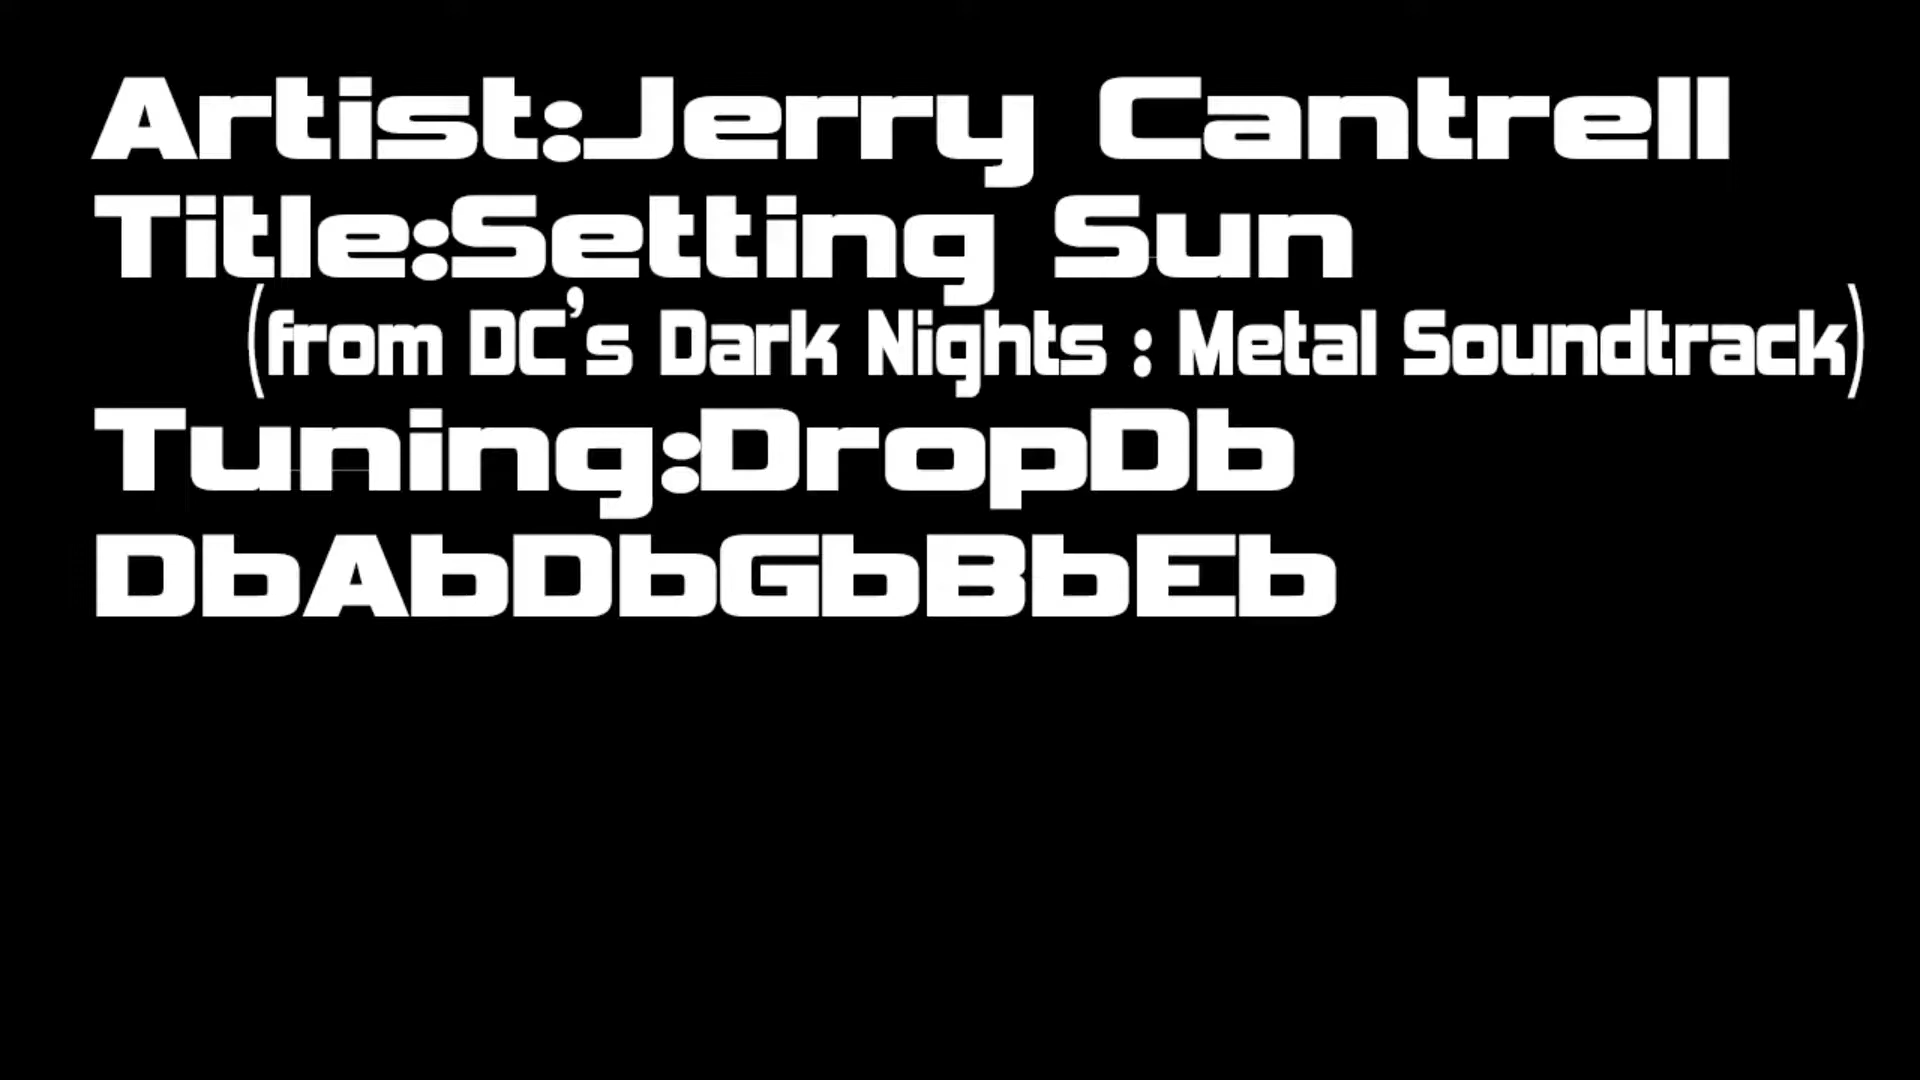 Artist:Jerry Cantrell
Title:Setting Sun
(from DC's Dark Nights : Metal Soundtrack)
Tuning:DropDb
DbAbDbGbBbEb